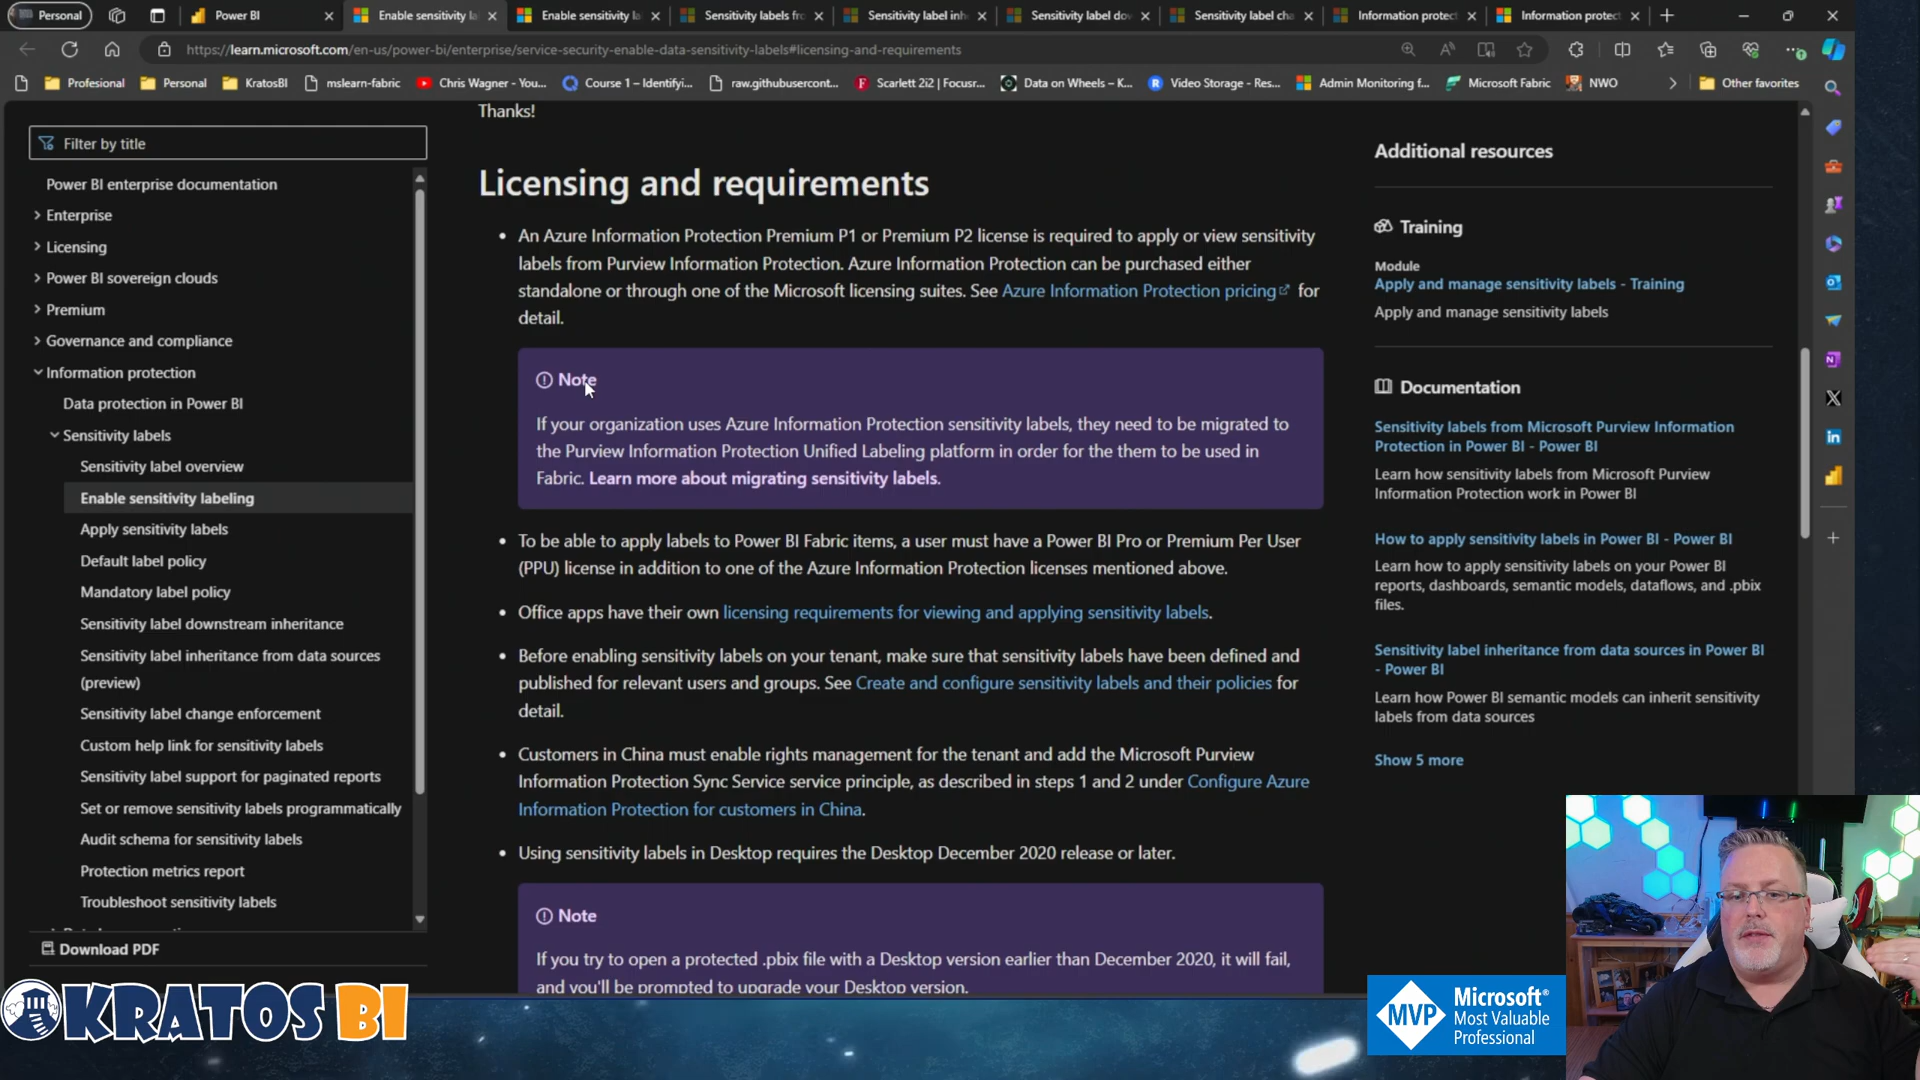 Personal
Power BI
Enable sensitivity la
Enable sensitivity la
Sensitivity labels fro
Sensitivity label inh
Sensitivity label do
Sensitivity label cha
Information protect
Information protec
https://learn.microsoft.com/en-us/power-bi/enterprise/service-security-enable-data-sensitivity-labels#licensing-and-requirements
Profesional
Personal
KratosBI
mslearn-fabric
Chris Wagner - You...
Course 1 – Identifyi...
raw.githubusercont...
Scarlett 2i2 | Focusr...
Data on Wheels – K...
Video Storage - Res...
Admin Monitoring f...
Microsoft Fabric
NWO
Other favorites
Filter by title
Power BI enterprise documentation
Enterprise
Licensing
Power BI sovereign clouds
Premium
Governance and compliance
Information protection
Data protection in Power BI
Sensitivity labels
Sensitivity label overview
Enable sensitivity labeling
Apply sensitivity labels
Default label policy
Mandatory label policy
Sensitivity label downstream inheritance
Sensitivity label inheritance from data sources
(preview)
Sensitivity label change enforcement
Custom help link for sensitivity labels
Sensitivity label support for paginated reports
Set or remove sensitivity labels programmatically
Audit schema for sensitivity labels
Protection metrics report
Troubleshoot sensitivity labels
Download PDF
Thanks!
Licensing and requirements
• An Azure Information Protection Premium P1 or Premium P2 license is required to apply or view sensitivity
labels from Purview Information Protection. Azure Information Protection can be purchased either
standalone or through one of the Microsoft licensing suites. See Azure Information Protection pricing for
detail.
Note
If your organization uses Azure Information Protection sensitivity labels, they need to be migrated to
the Purview Information Protection Unified Labeling platform in order for the them to be used in
Fabric. Learn more about migrating sensitivity labels.
• To be able to apply labels to Power BI Fabric items, a user must have a Power BI Pro or Premium Per User
(PPU) license in addition to one of the Azure Information Protection licenses mentioned above.
• Office apps have their own licensing requirements for viewing and applying sensitivity labels.
• Before enabling sensitivity labels on your tenant, make sure that sensitivity labels have been defined and
published for relevant users and groups. See Create and configure sensitivity labels and their policies for
detail.
• Customers in China must enable rights management for the tenant and add the Microsoft Purview
Information Protection Sync Service service principle, as described in steps 1 and 2 under Configure Azure
Information Protection for customers in China.
• Using sensitivity labels in Desktop requires the Desktop December 2020 release or later.
Note
If you try to open a protected .pbix file with a Desktop version earlier than December 2020, it will fail,
and you'll be prompted to upgrade your Desktop version.
Additional resources
Training
Module
Apply and manage sensitivity labels - Training
Apply and manage sensitivity labels
Documentation
Sensitivity labels from Microsoft Purview Information
Protection in Power BI - Power BI
Learn how sensitivity labels from Microsoft Purview
Information Protection work in Power BI
How to apply sensitivity labels in Power BI - Power BI
Learn how to apply sensitivity labels on your Power BI
reports, dashboards, semantic models, dataflows, and .pbix
files.
Sensitivity label inheritance from data sources in Power BI
- Power BI
Learn how Power BI semantic models can inherit sensitivity
labels from data sources
Show 5 more
KRATOS BI
MVP
Microsoft®
Most Valuable
Professional